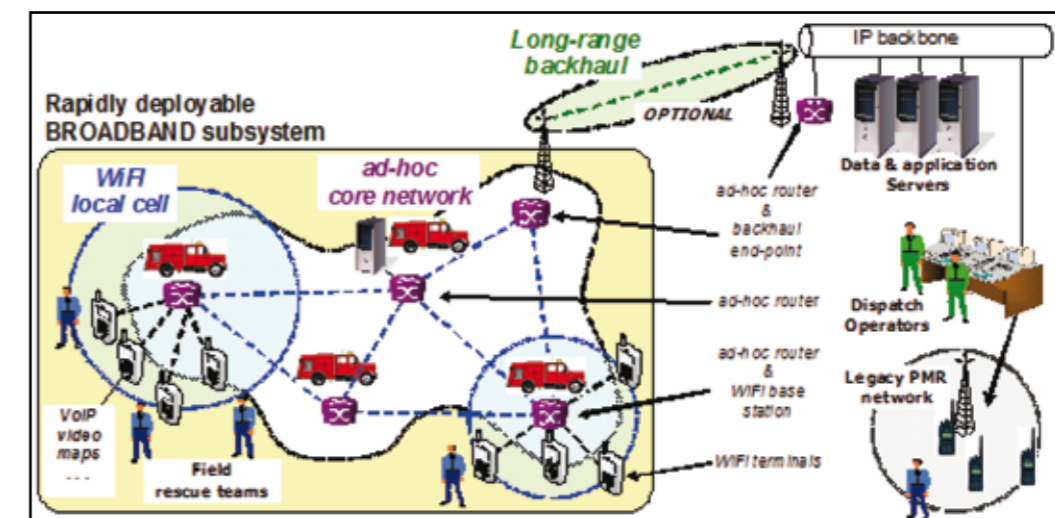 Long-range
backhaul
OPTIONAL
IP backbone
Rapidly deployable
BROADBAND subsystem
WiFi
local cell
ad-hoc
core network
Data & application
Servers
ad-hoc router
&
backhaul
end-point
ad-hoc router
Dispatch
Operators
ad-hoc router
&
WIFI base
station
Legacy PMR
network
VoIP
video
maps
---
Field
rescue teams
WIFI terminals